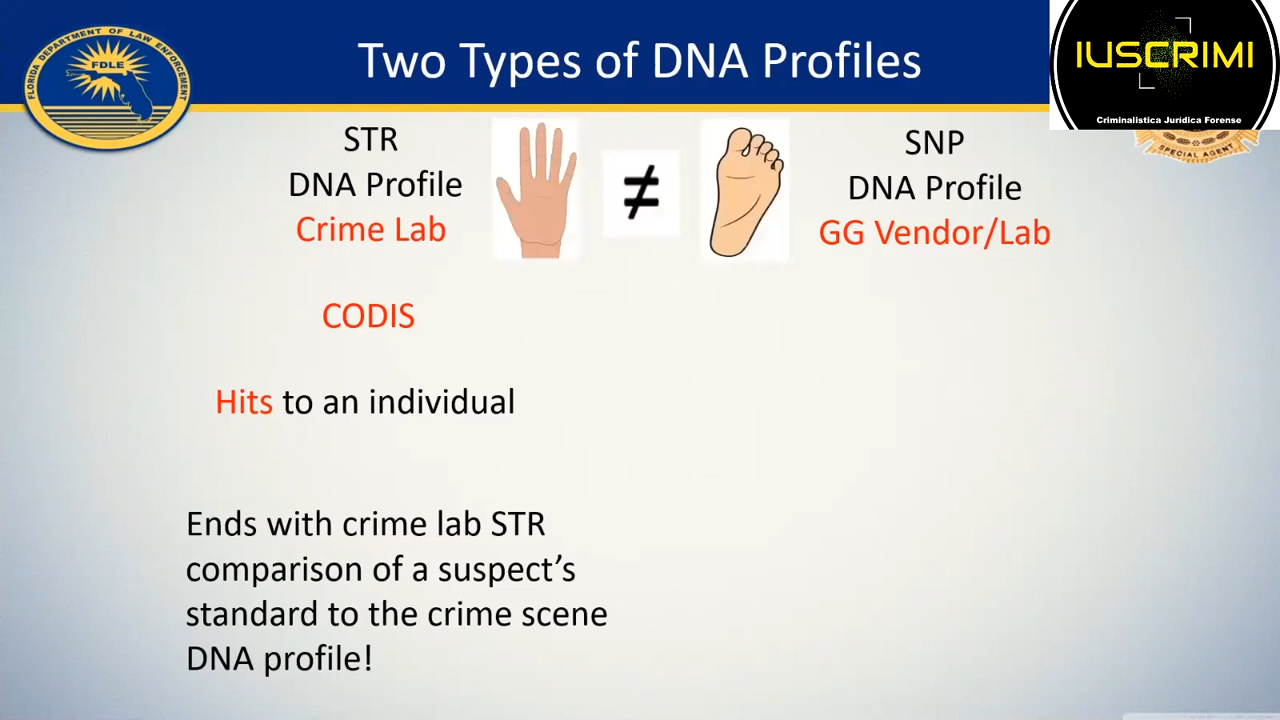 Two Types of DNA Profiles
FLORIDA DEPARTMENT OF LAW ENFORCEMENT
FDLE
IUSCRIMI
Criminalistica Jurídica Forense
SPECIAL AGENT
STR
DNA Profile
Crime Lab
≠
SNP
DNA Profile
GG Vendor/Lab
CODIS
Hits to an individual
Ends with crime lab STR
comparison of a suspect’s
standard to the crime scene
DNA profile!